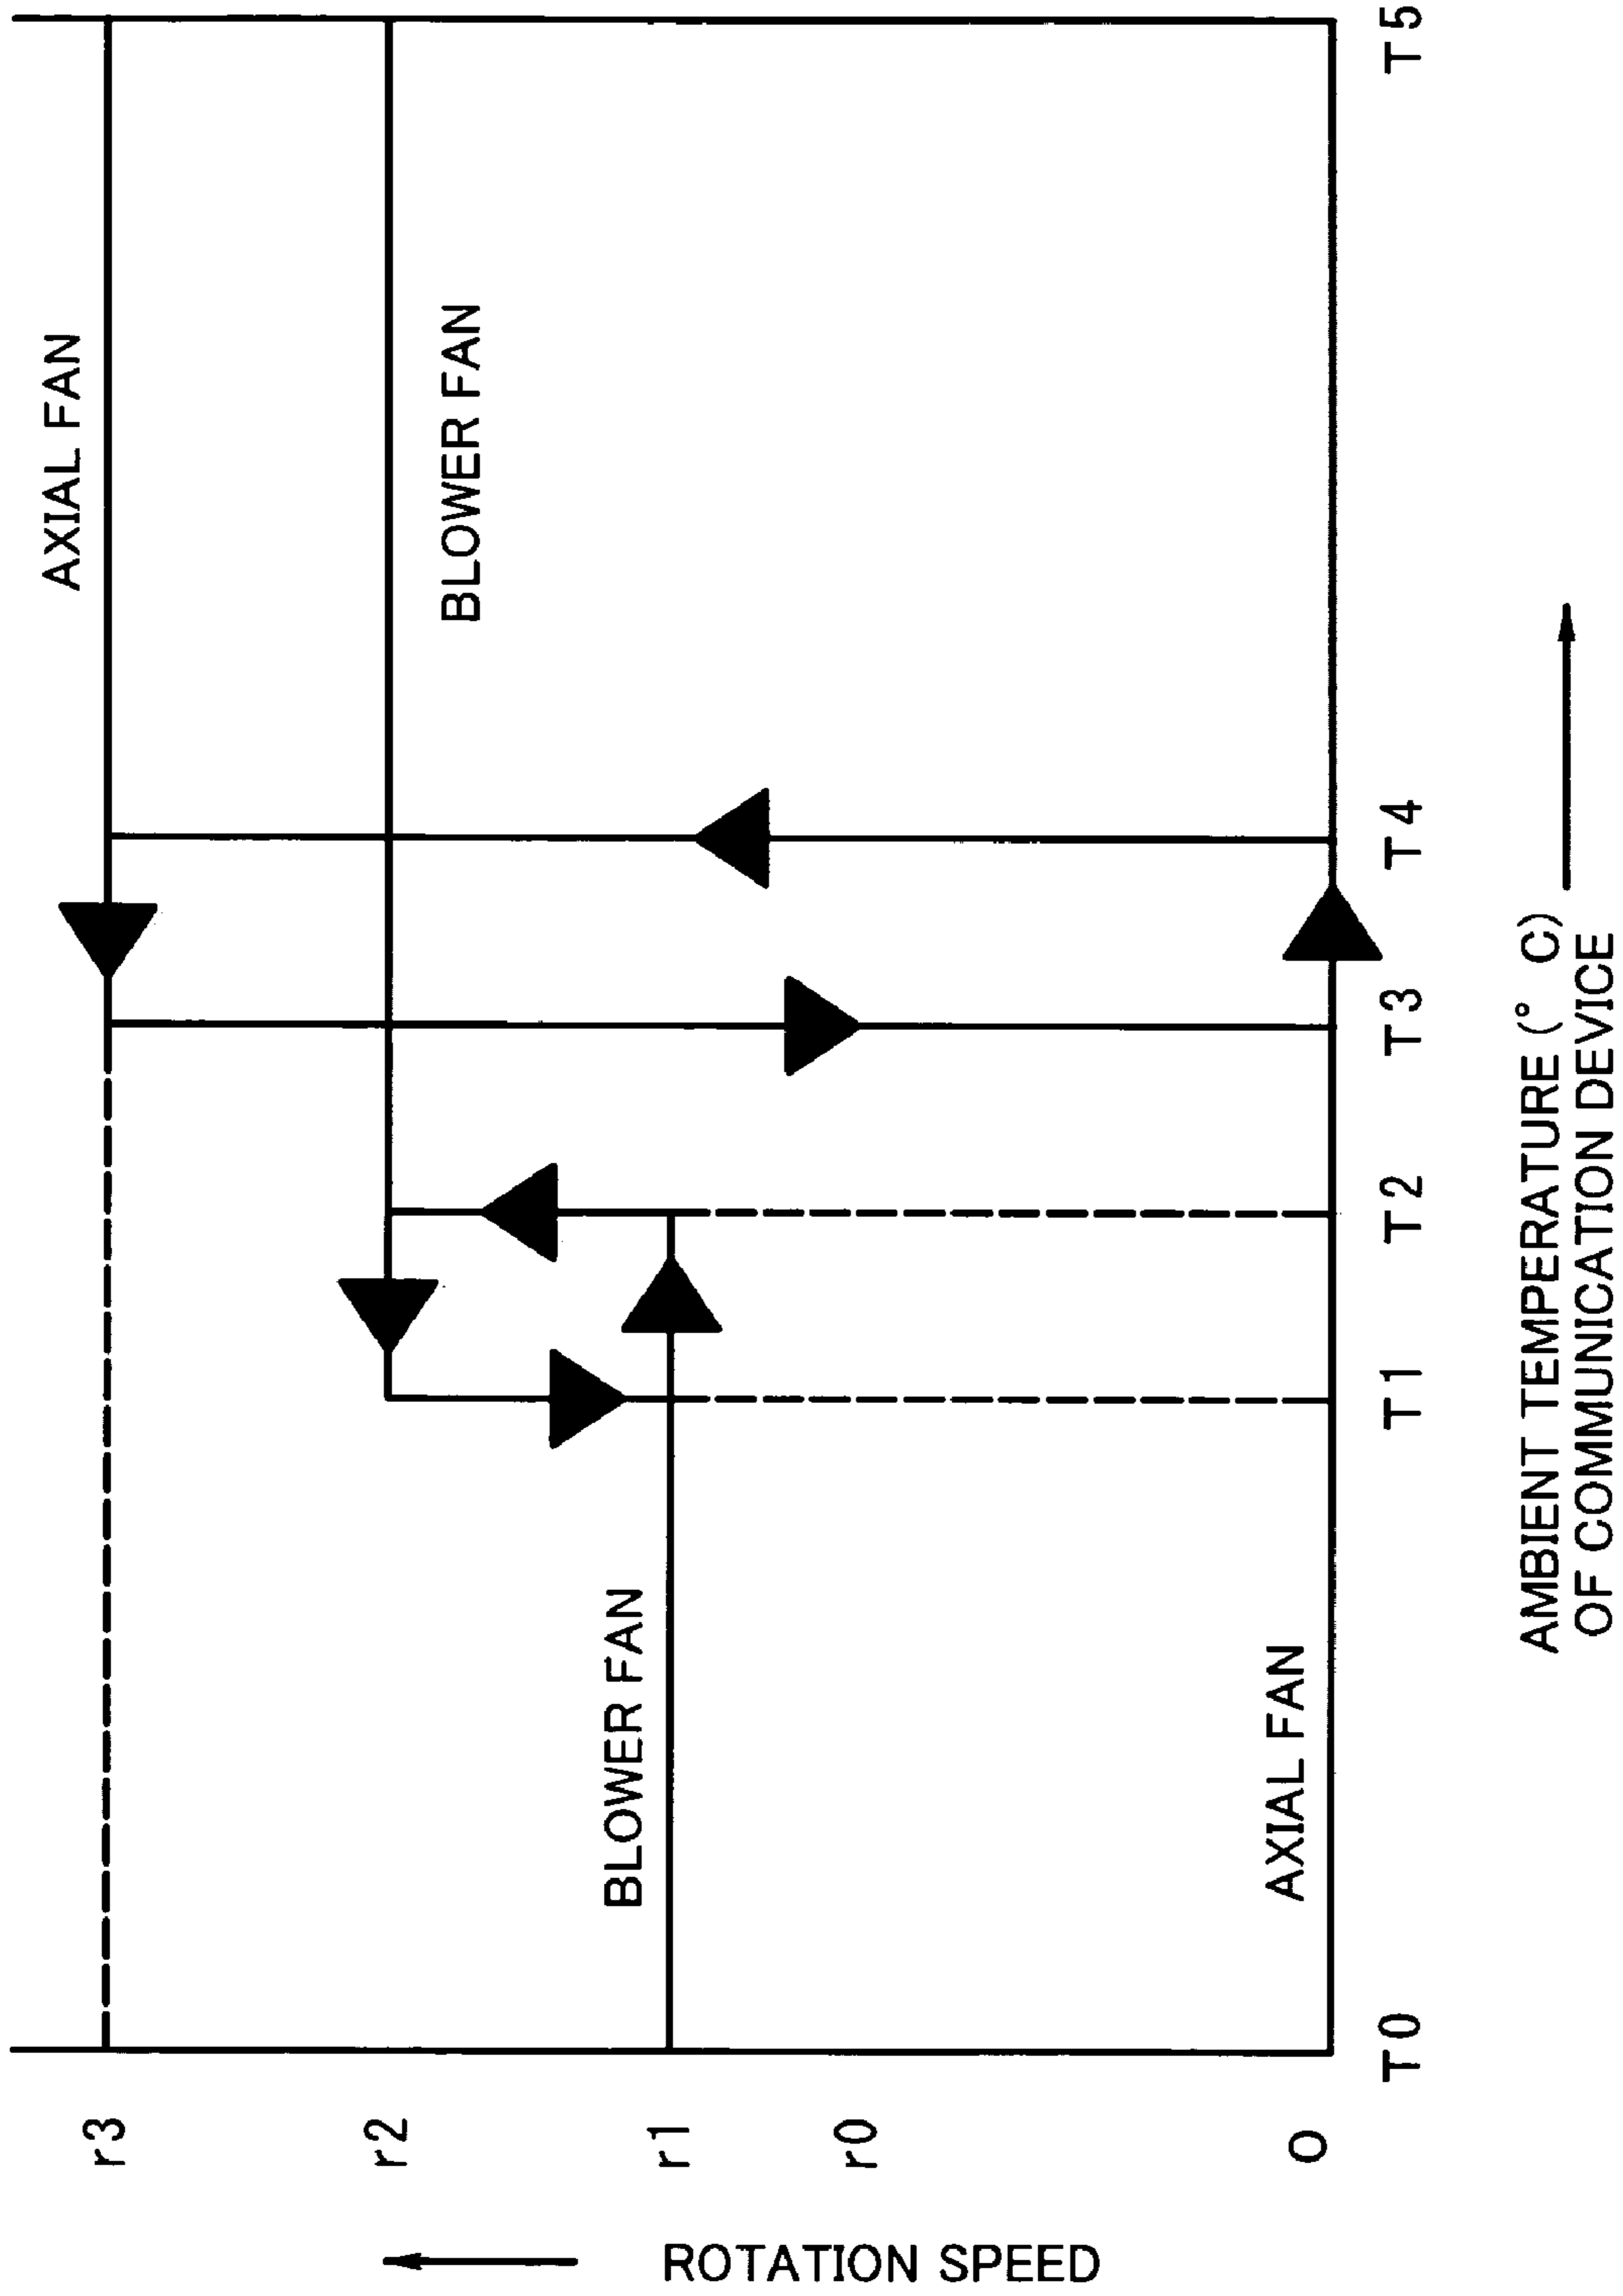 AXIAL FAN
r3
r2
BLOWER FAN
BLOWER FAN
r1
r0
AXIAL FAN
O
T0
T1
T2
T3
T4
T5
ROTATION SPEED
AMBIENT TEMPERATURE (° C)
OF COMMUNICATION DEVICE